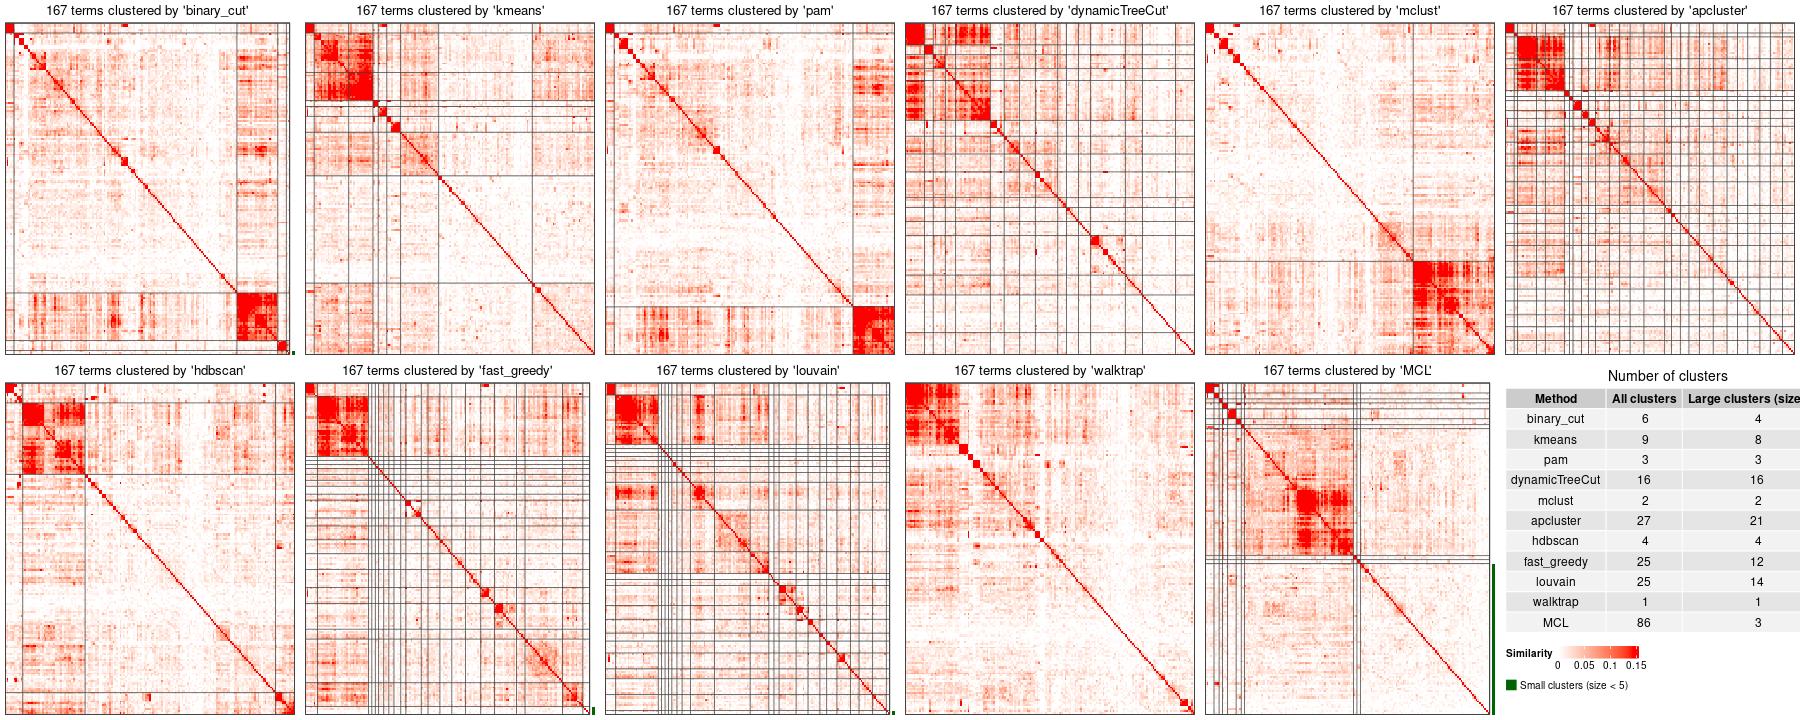 167 terms clustered by 'binary_cut'
167 terms clustered by 'kmeans'
167 terms clustered by 'pam'
167 terms clustered by 'dynamicTreeCut'
167 terms clustered by 'mclust'
167 terms clustered by 'apcluster'
167 terms clustered by 'hdbscan'
167 terms clustered by 'fast_greedy'
167 terms clustered by 'louvain'
167 terms clustered by 'walktrap'
167 terms clustered by 'MCL'
Number of clusters
Method All clusters Large clusters (size
binary_cut 6 4
kmeans 9 8
pam 3 3
dynamicTreeCut 16 16
mclust 2 2
apcluster 27 21
hdbscan 4 4
fast_greedy 25 12
louvain 25 14
walktrap 1 1
MCL 86 3
Similarity
0 0.05 0.1 0.15
Small clusters (size < 5)